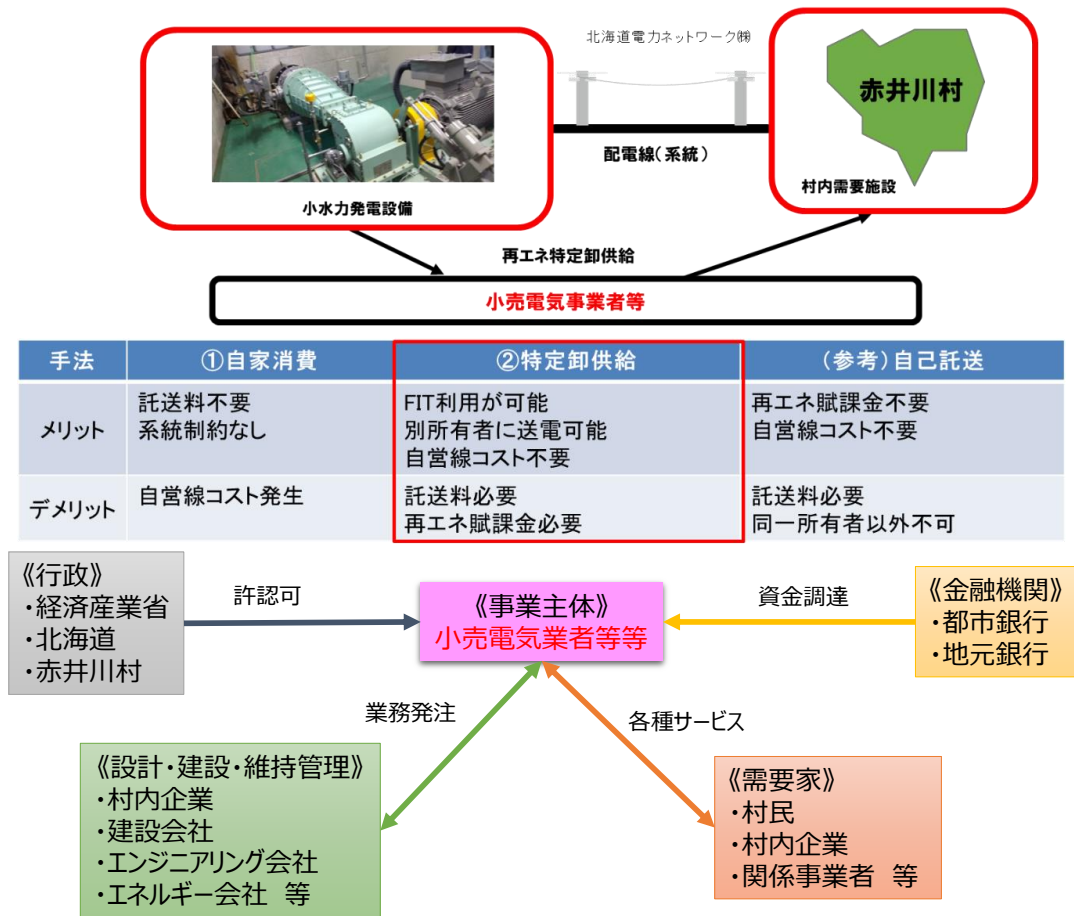 北海道電力ネットワーク㈱
赤井川村
配電線(系統)
村内需要施設
小水力発電設備
再エネ特定卸供給
小売電気事業者等
手法 ①自家消費 ②特定卸供給 (参考)自己託送
メリット
託送料不要
系統制約なし
FIT利用が可能
別所有者に送電可能
自営線コスト不要
再エネ賦課金不要
自営線コスト不要
デメリット
自営線コスト発生
託送料必要
再エネ賦課金必要
託送料必要
同一所有者以外不可
《行政》
・経済産業省
・北海道
・赤井川村
許認可
《事業主体》
小売電気業者等等
資金調達
《金融機関》
・都市銀行
・地元銀行
業務発注
各種サービス
《設計・建設・維持管理》
・村内企業
・建設会社
・エンジニアリング会社
・エネルギー会社 等
《需要家》
・村民
・村内企業
・関係事業者 等